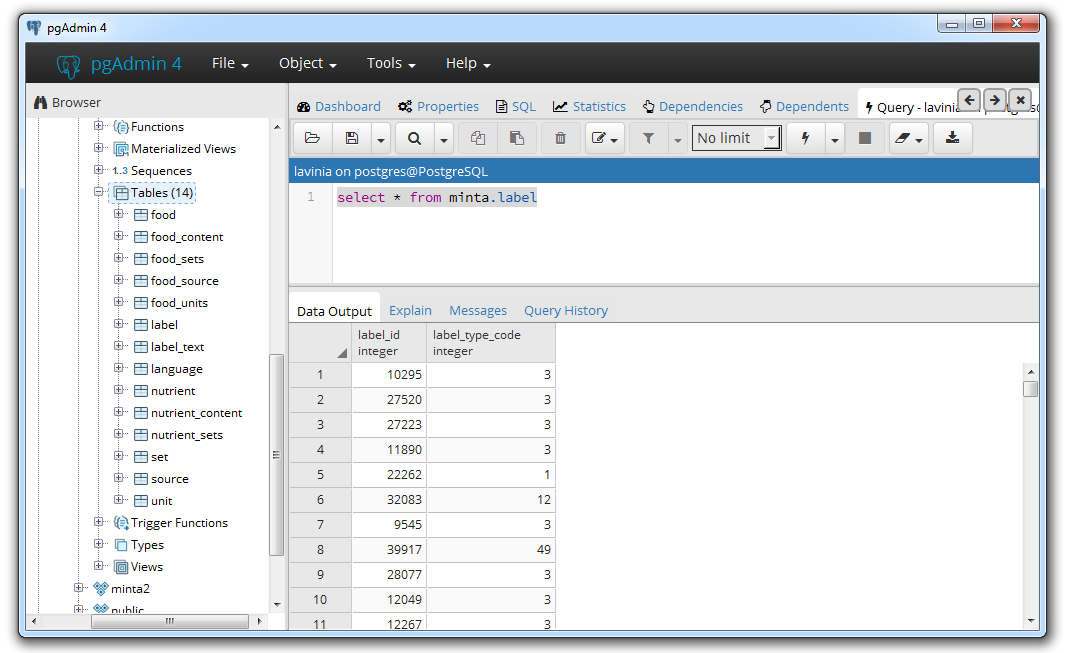 pgAdmin 4
pgAdmin 4 File Object Tools Help
Browser
Functions
Materialized Views
1..3 Sequences
Tables (14)
food
food_content
food_sets
food_source
food_units
label
label_text
language
nutrient
nutrient_content
nutrient_sets
set
source
unit
Trigger Functions
Types
Views
minta2
public
Dashboard Properties SQL Statistics Dependencies Dependents Query - lavinia
No limit
lavinia on postgres@PostgreSQL
1 select * from minta.label
Data Output Explain Messages Query History
label_id label_type_code
integer integer
1 10295 3
2 27520 3
3 27223 3
4 11890 3
5 22262 1
6 32083 12
7 9545 3
8 39917 49
9 28077 3
10 12049 3
11 12267 3